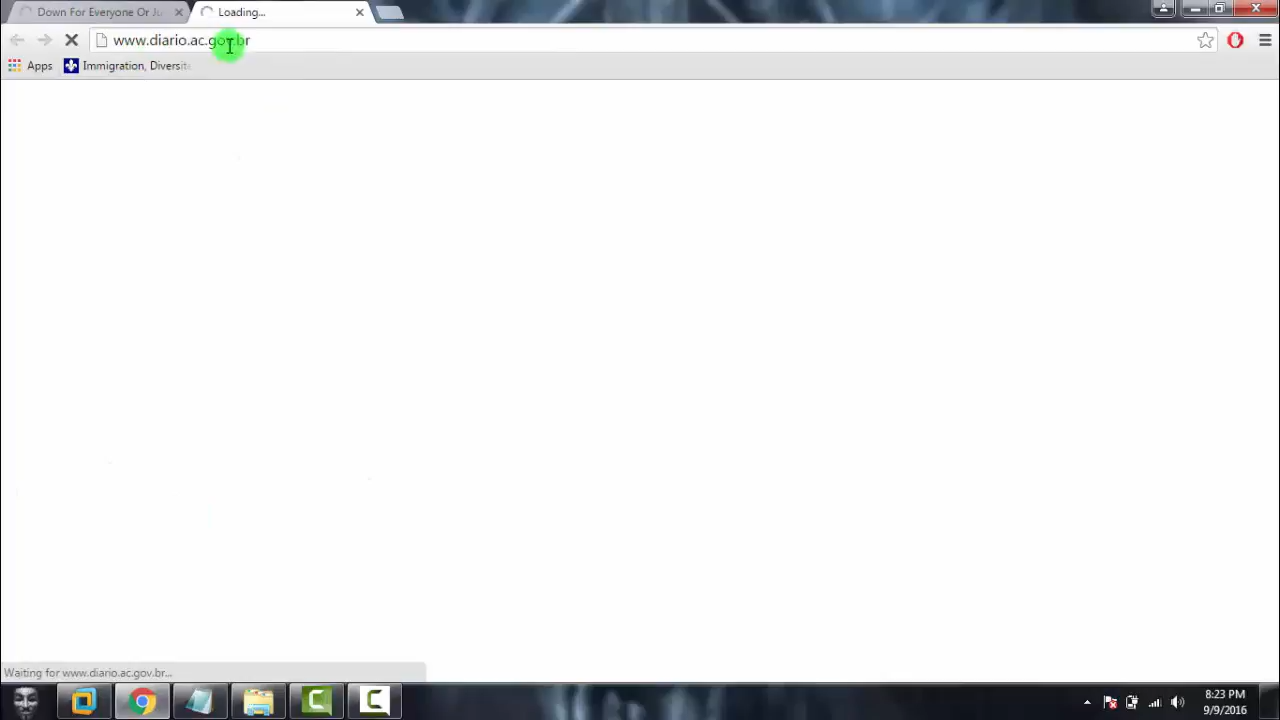 Down For Everyone Or Ju
Loading...
www.diario.ac.gov.br
Apps
Immigration, Diversit
Waiting for www.diario.ac.gov.br...
8:23 PM
9/9/2016